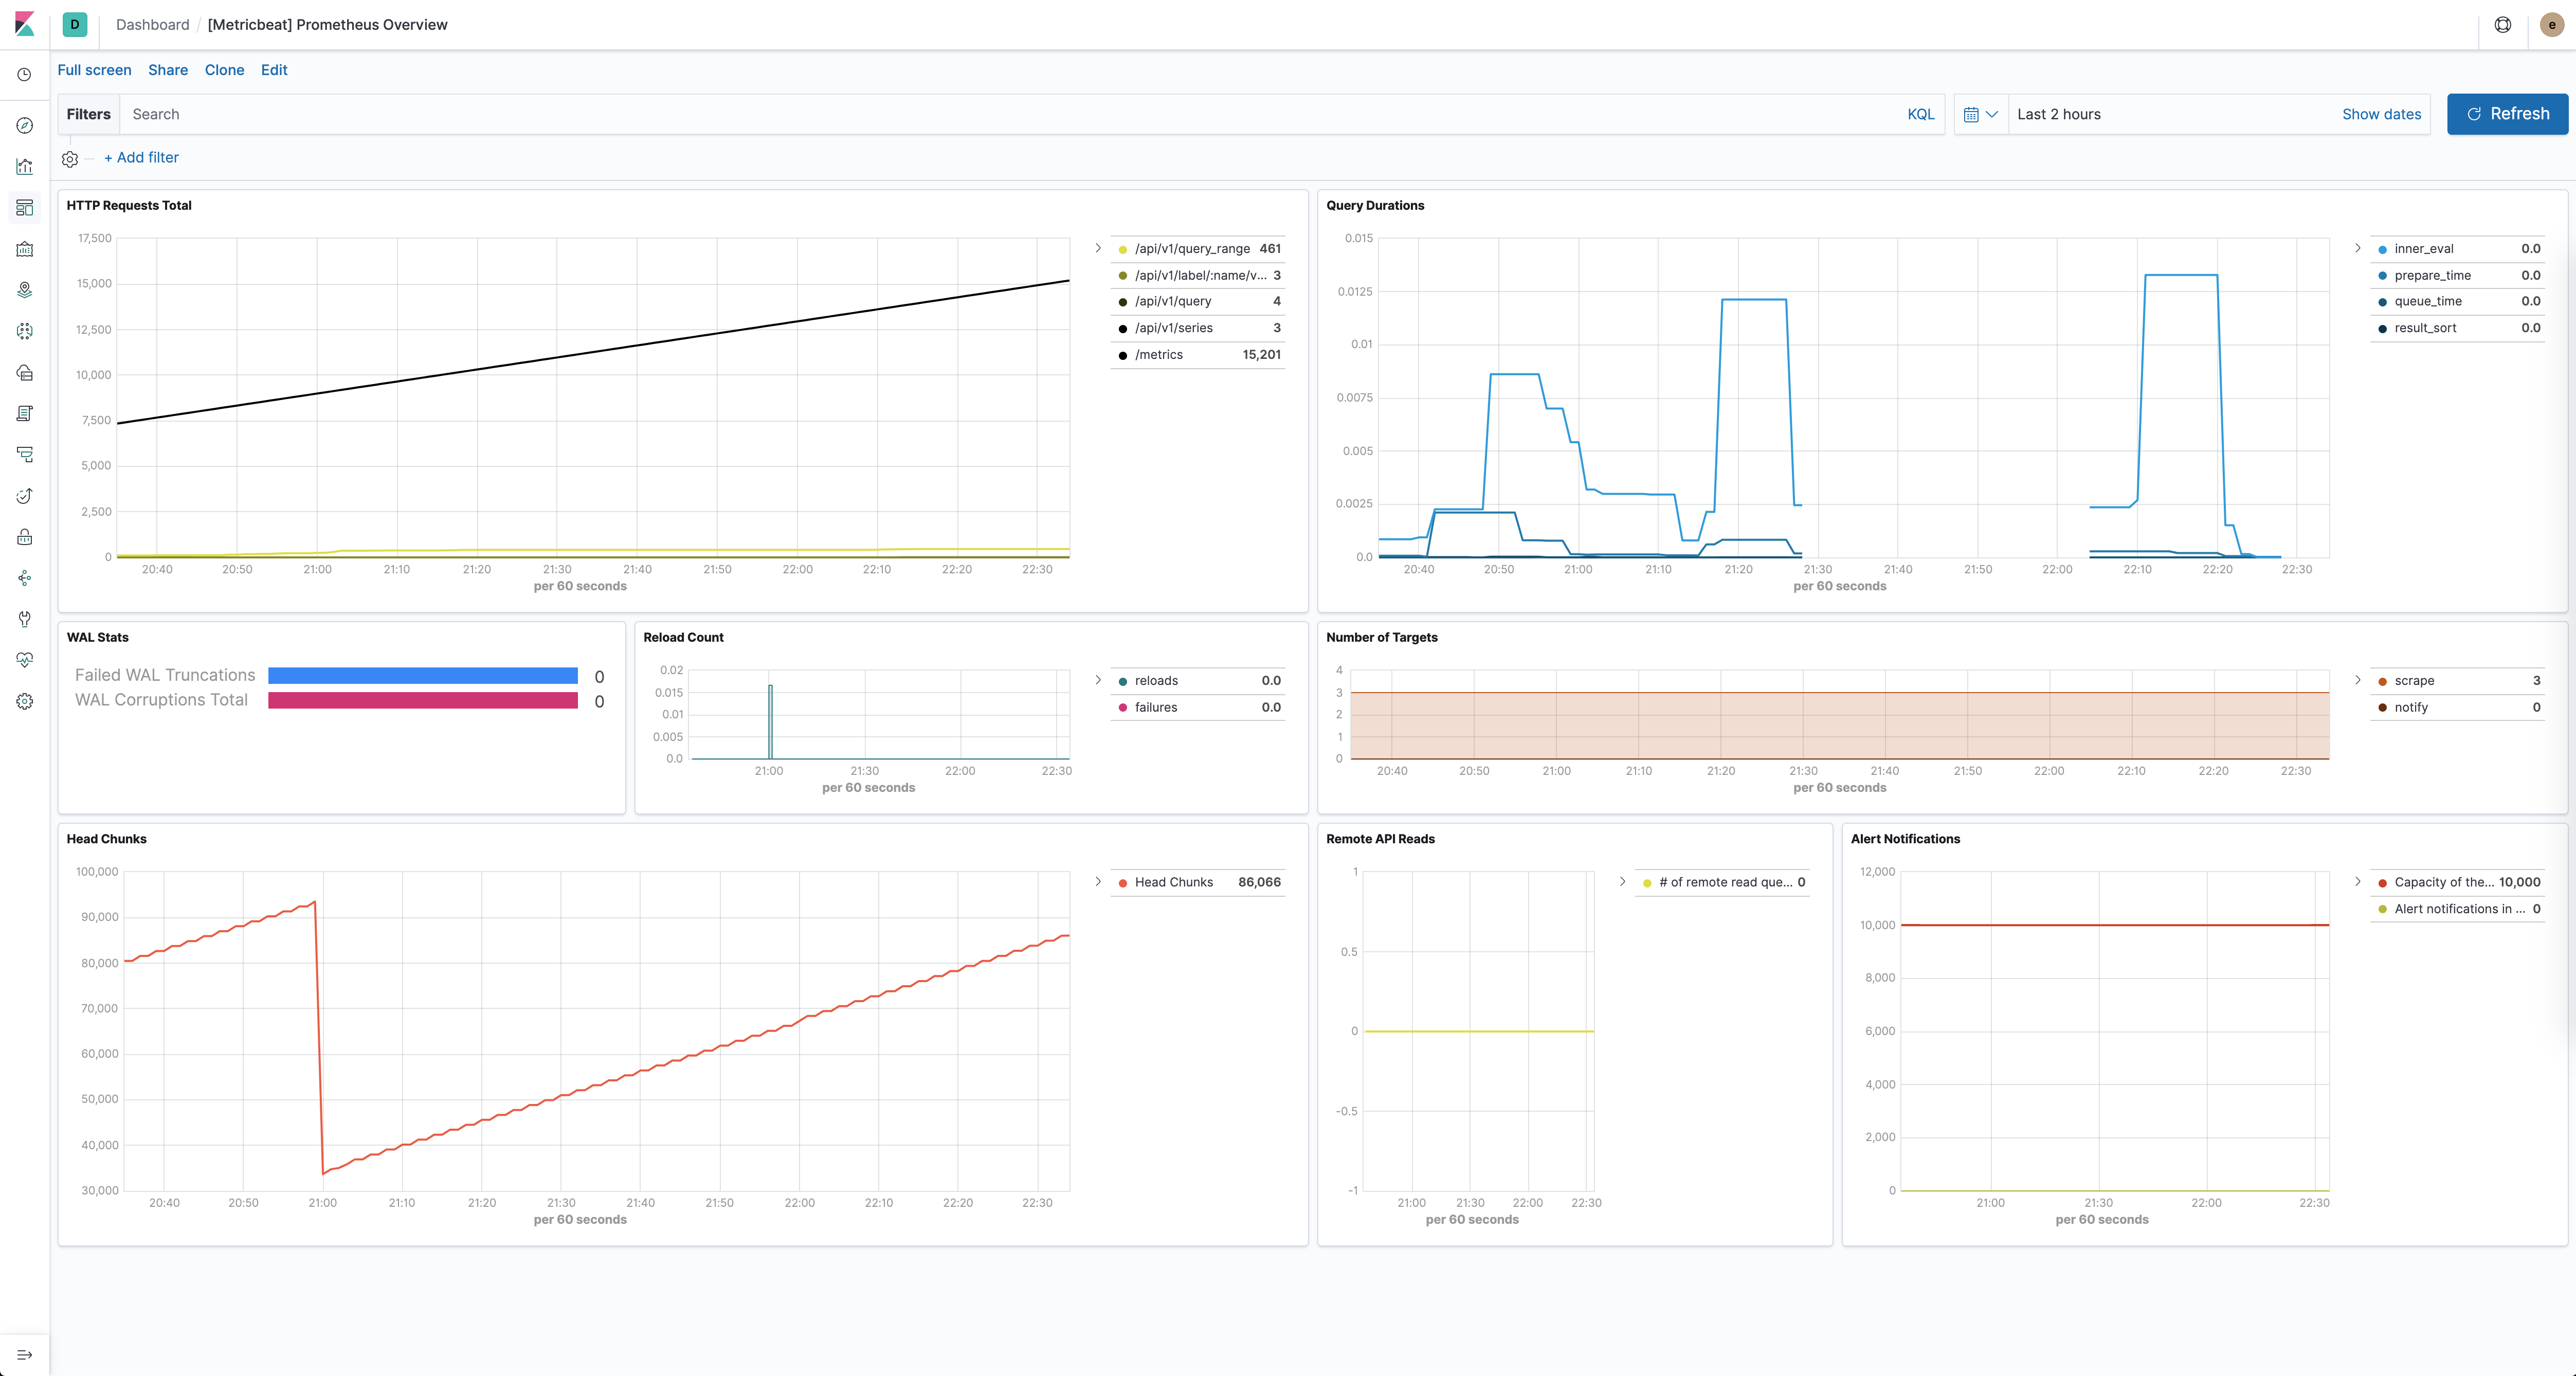 D Dashboard / [Metricbeat] Prometheus Overview e
Full screen Share Clone Edit
Filters Search KQL Last 2 hours Show dates Refresh
+ Add filter
HTTP Requests Total
17,500
15,000
12,500
10,000
7,500
5,000
2,500
0
20:40 20:50 21:00 21:10 21:20 21:30 21:40 21:50 22:00 22:10 22:20 22:30
per 60 seconds
/api/v1/query_range 461
/api/v1/label/:name/v... 3
/api/v1/query 4
/api/v1/series 3
/metrics 15,201
Query Durations
0.015
0.0125
0.01
0.0075
0.005
0.0025
0.0
20:40 20:50 21:00 21:10 21:20 21:30 21:40 21:50 22:00 22:10 22:20 22:30
per 60 seconds
inner_eval 0.0
prepare_time 0.0
queue_time 0.0
result_sort 0.0
WAL Stats
Failed WAL Truncations 0
WAL Corruptions Total 0
Reload Count
0.02
0.015
0.01
0.005
0.0
21:00 21:30 22:00 22:30
per 60 seconds
reloads 0.0
failures 0.0
Number of Targets
4
3
2
1
0
20:40 20:50 21:00 21:10 21:20 21:30 21:40 21:50 22:00 22:10 22:20 22:30
per 60 seconds
scrape 3
notify 0
Head Chunks
100,000
90,000
80,000
70,000
60,000
50,000
40,000
30,000
20:40 20:50 21:00 21:10 21:20 21:30 21:40 21:50 22:00 22:10 22:20 22:30
per 60 seconds
Head Chunks 86,066
Remote API Reads
1
0.5
0
-0.5
-1
21:00 21:30 22:00 22:30
per 60 seconds
# of remote read que... 0
Alert Notifications
12,000
10,000
8,000
6,000
4,000
2,000
0
21:00 21:30 22:00 22:30
per 60 seconds
Capacity of the... 10,000
Alert notifications in ... 0